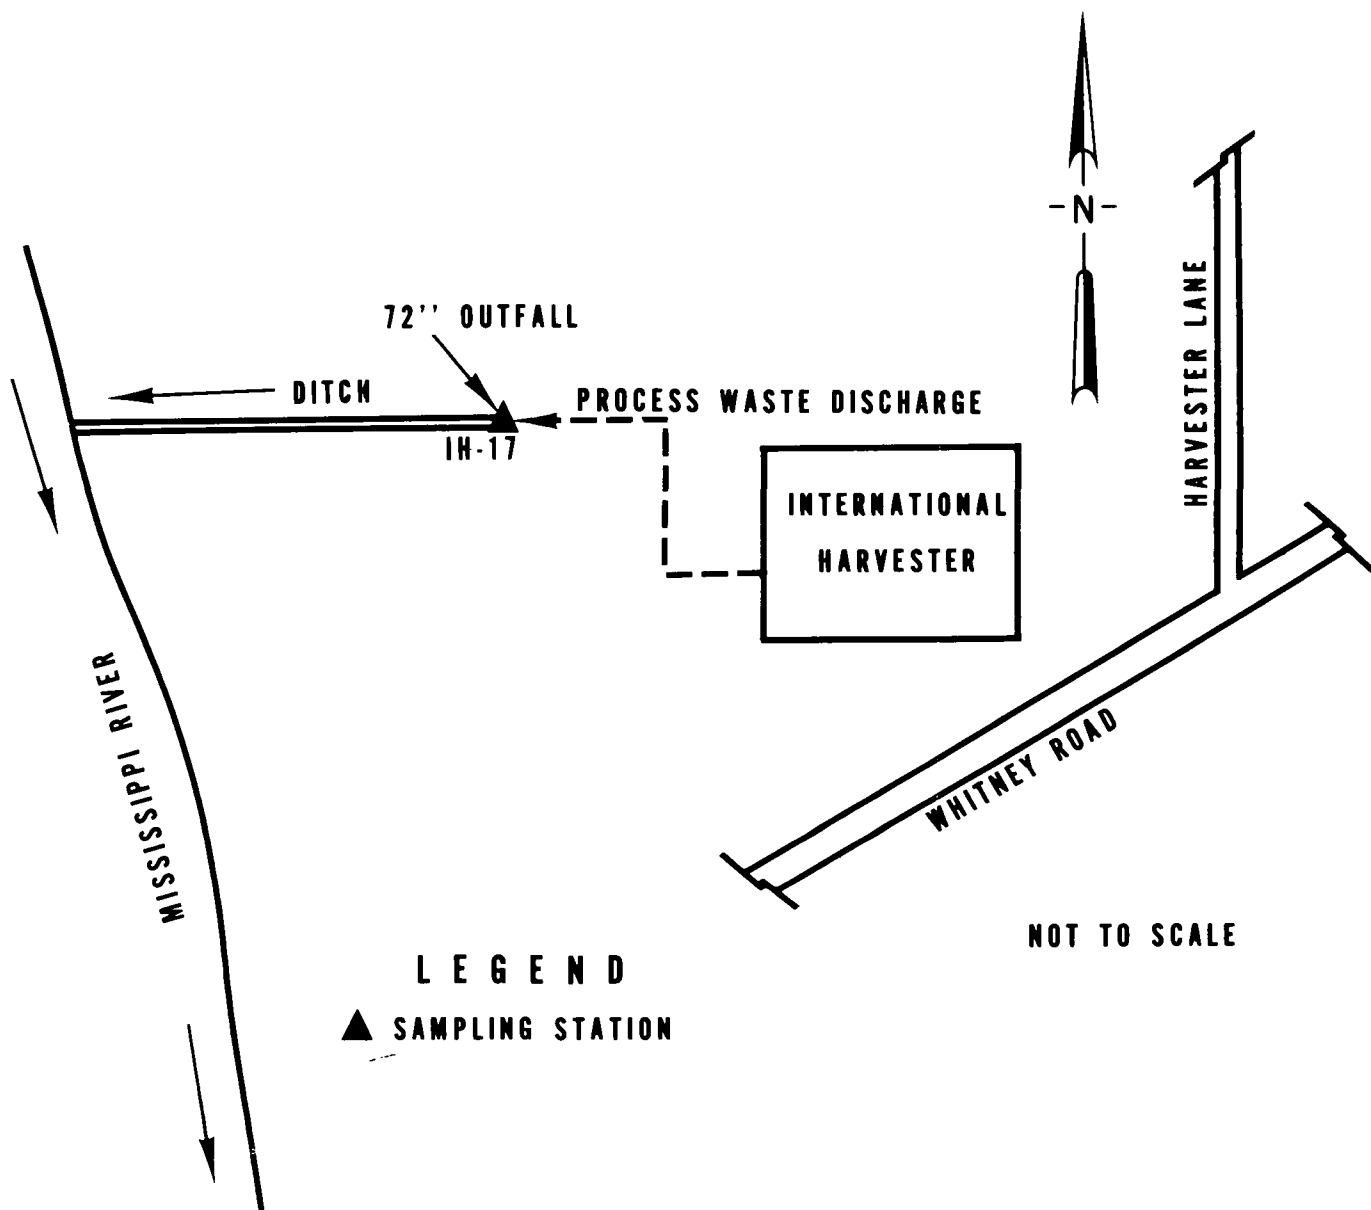 -N-
HARVESTER LANE
72'' OUTFALL
DITCH
PROCESS WASTE DISCHARGE
IH-17
INTERNATIONAL
HARVESTER
MISSISSIPPI RIVER
WHITNEY ROAD
NOT TO SCALE
LEGEND
SAMPLING STATION